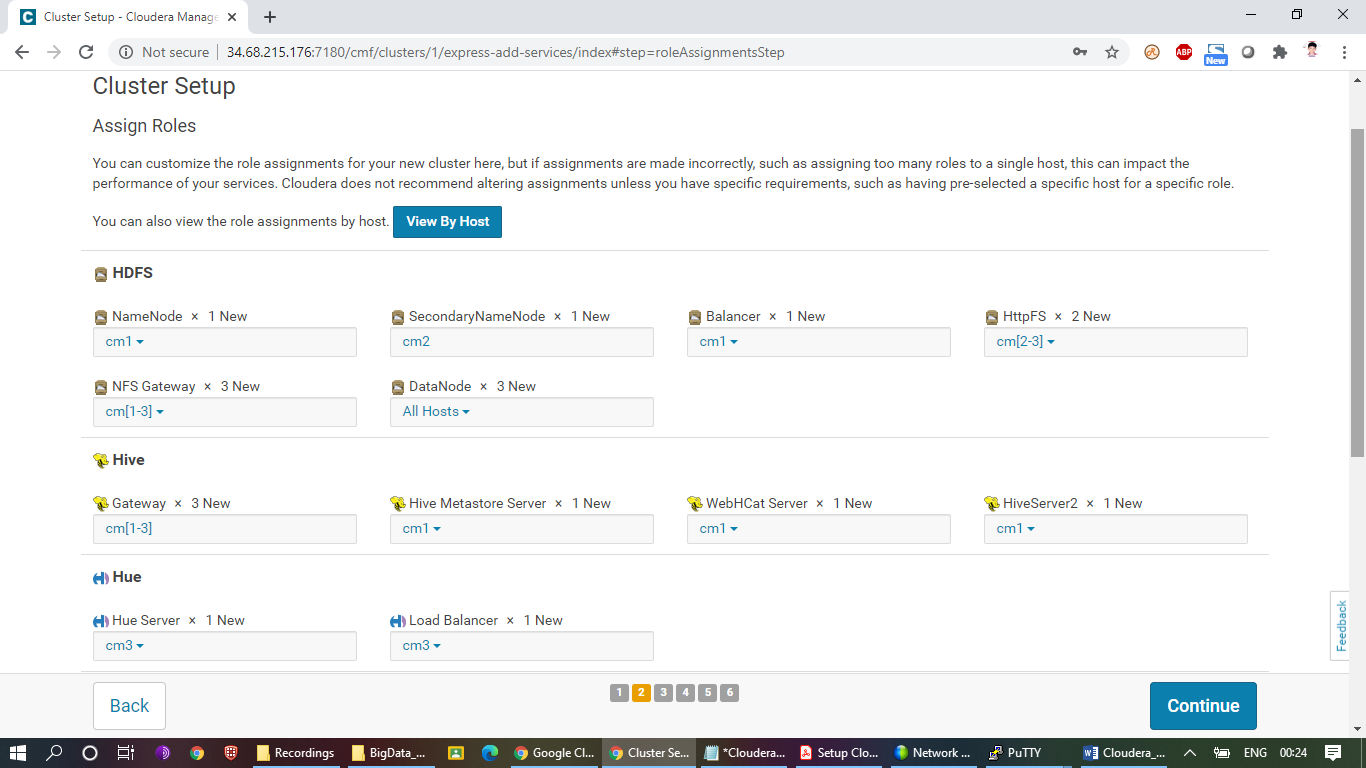 Cluster Setup - Cloudera Manage
Not secure
34.68.215.176:7180/cmf/clusters/1/express-add-services/index#step=roleAssignmentsStep
ABP
New
Cluster Setup
Assign Roles
You can customize the role assignments for your new cluster here, but if assignments are made incorrectly, such as assigning too many roles to a single host, this can impact the
performance of your services. Cloudera does not recommend altering assignments unless you have specific requirements, such as having pre-selected a specific host for a specific role.
You can also view the role assignments by host. View By Host
HDFS
NameNode × 1 New
SecondaryNameNode × 1 New
Balancer × 1 New
HttpFS × 2 New
cm1
cm2
cm1
cm[2-3]
NFS Gateway × 3 New
DataNode × 3 New
cm[1-3]
All Hosts
Hive
Gateway × 3 New
Hive Metastore Server × 1 New
WebHCat Server × 1 New
HiveServer2 × 1 New
cm[1-3]
cm1
cm1
cm1
Hue
Hue Server × 1 New
Load Balancer × 1 New
cm3
cm3
Feedback
Back
1 2 3 4 5 6
Continue
Recordings
BigData_...
Google Cl...
Cluster Se...
*Cloudera...
Setup Clo...
Network ...
PuTTY
Cloudera_...
ENG
00:24